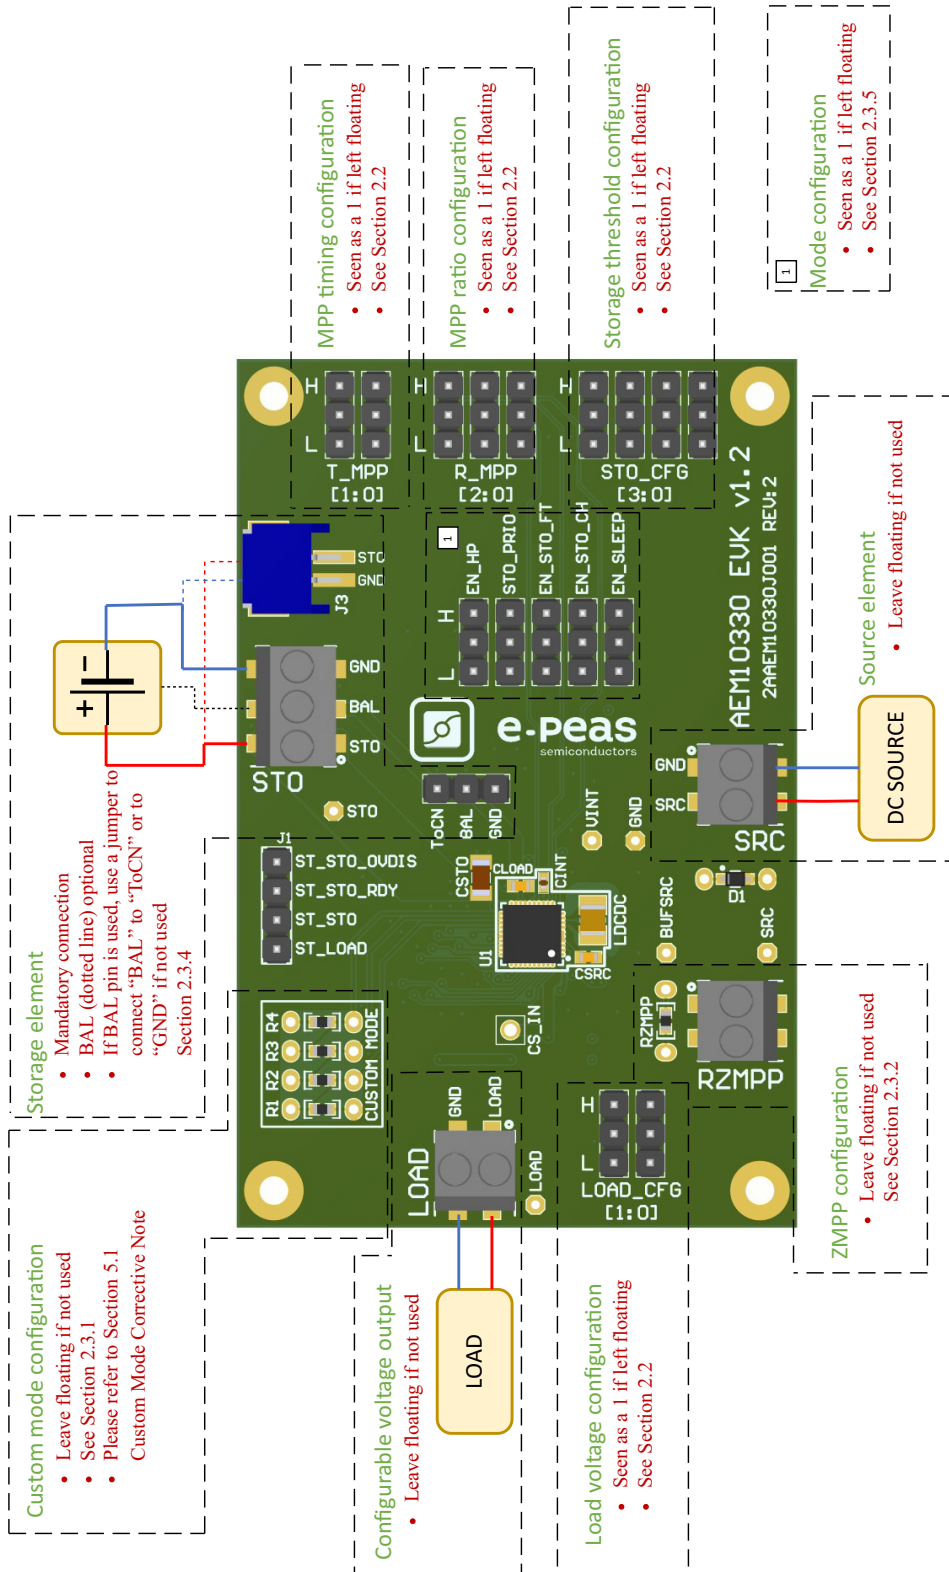 Custom mode configuration
• Leave floating if not used
• See Section 2.3.1
• Please refer to Section 5.1
Custom Mode Corrective Note
Storage element
• Mandatory connection
• BAL (dotted line) optional
• If BAL pin is used, use a jumper to
connect “BAL” to “ToCN” or to
“GND” if not used
Section 2.3.4
+ −
MPP timing configuration
• Seen as a 1 if left floating
• See Section 2.2
MPP ratio configuration
• Seen as a 1 if left floating
• See Section 2.2
Storage threshold configuration
• Seen as a 1 if left floating
• See Section 2.2
1
Mode configuration
• Seen as a 1 if left floating
• See Section 2.3.5
Configurable voltage output
• Leave floating if not used
LOAD
Load voltage configuration
• Seen as a 1 if left floating
• See Section 2.2
ZMPP configuration
• Leave floating if not used
See Section 2.3.2
Source element
• Leave floating if not used
DC SOURCE
R1 R2 R3 R4
CUSTOM MODE
J1
ST_LOAD
ST_STO
ST_STO_RDY
ST_STO_OVDIS
STO
STO
STO BAL GND
J3
GND STO
L H
T_MPP
[1:0]
L H
R_MPP
[2:0]
L H
STO_CFG
[3:0]
1
L H
EN_HP
STO_PRIO
EN_STO_FT
EN_STO_CH
EN_SLEEP
ToCN
BAL
GND
e-peas
semiconductors
LOAD
GND
LOAD
LOAD
CS_IN
U1
CSTO
CLOAD
CINT
LDCDC
CSRC
VINT
GND
L H
LOAD_CFG
[1:0]
RZMPP
RZMPP
BUFSRC
SRC
D1
SRC
SRC GND
AEM10330 EVK v1.2
2AAEM10330J001 REV:2